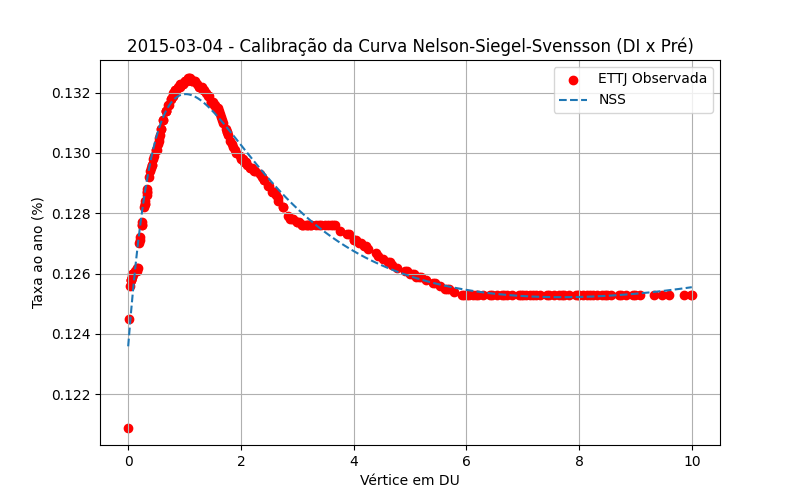 2015-03-04 - Calibração da Curva Nelson-Siegel-Svensson (DI x Pré)
ETTJ Observada
NSS
Taxa ao ano (%)
0.132
0.130
0.128
0.126
0.124
0.122
0 2 4 6 8 10
Vértice em DU